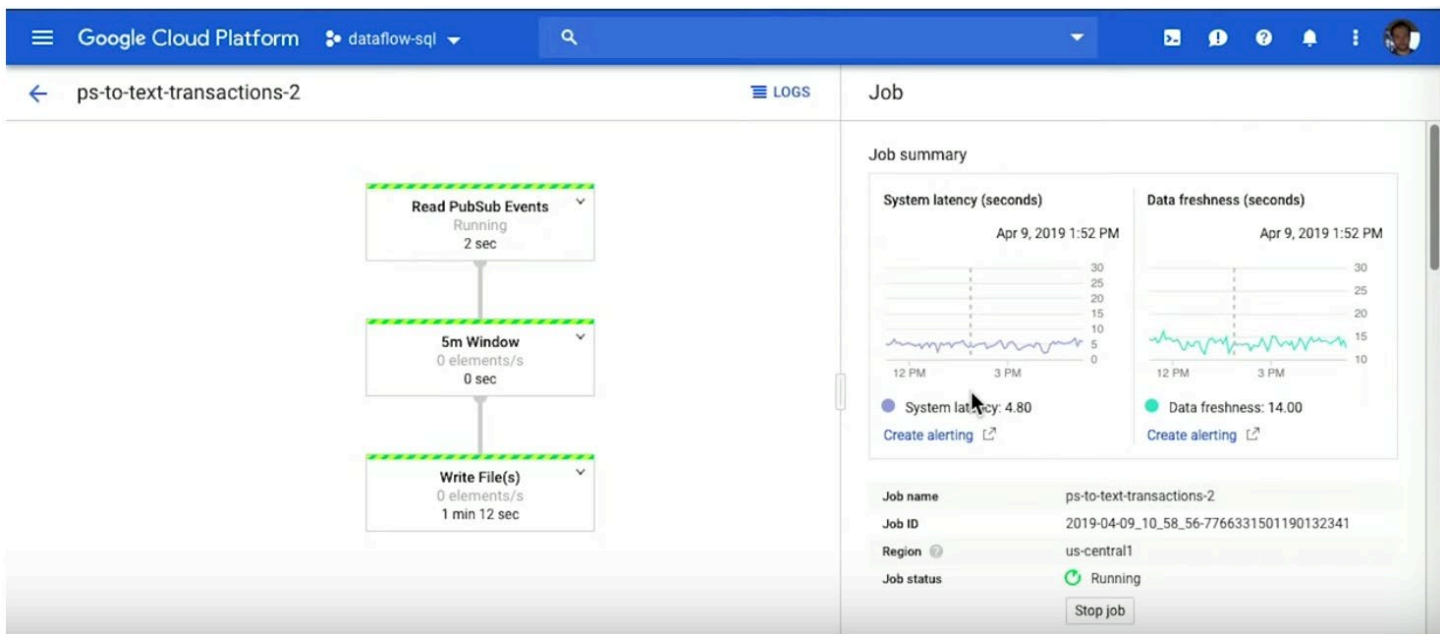 Google Cloud Platform dataflow-sql
ps-to-text-transactions-2 LOGS
Read PubSub Events
Running
2 sec
5m Window
0 elements/s
0 sec
Write File(s)
0 elements/s
1 min 12 sec
Job
Job summary
System latency (seconds)
Apr 9, 2019 1:52 PM
30
25
20
15
10
5
0
12 PM 3 PM
System latency: 4.80
Create alerting
Data freshness (seconds)
Apr 9, 2019 1:52 PM
30
25
20
15
10
12 PM 3 PM
Data freshness: 14.00
Create alerting
Job name ps-to-text-transactions-2
Job ID 2019-04-09_10_58_56-7766331501190132341
Region us-central1
Job status Running
Stop job